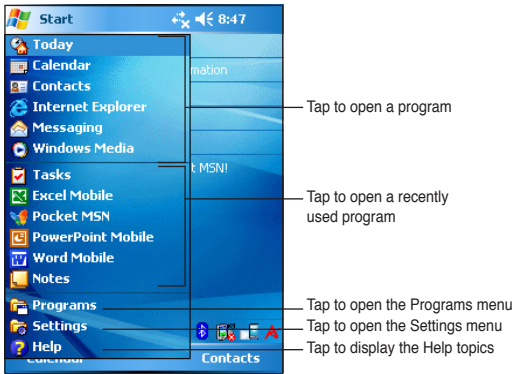 Start 8:47
Today
Calendar
mation
Contacts
Internet Explorer
Tap to open a program
Messaging
Windows Media
t MSN!
Tasks
Excel Mobile
Tap to open a recently
used program
Pocket MSN
PowerPoint Mobile
Word Mobile
Notes
Programs
Tap to open the Programs menu
Settings
Tap to open the Settings menu
Help
Tap to display the Help topics
Calendar Contacts